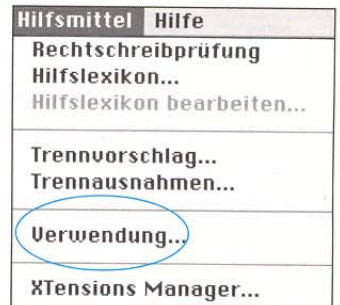 Hilfsmittel Hilfe
Rechtschreibprüfung
Hilfslexikon...
Hilfslexikon bearbeiten...
Trennvorschlag...
Trennausnahmen...
Verwendung...
XTensions Manager...